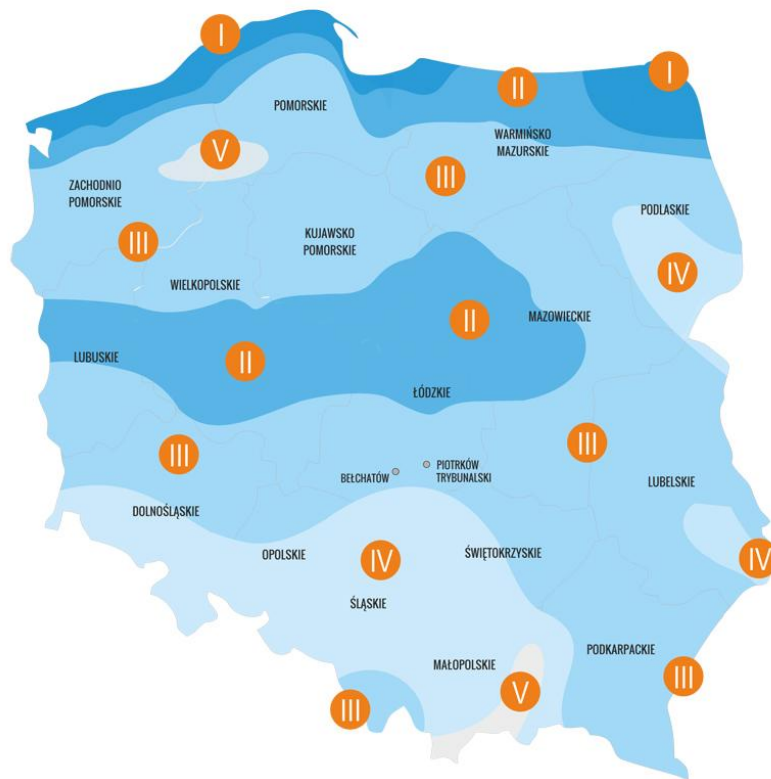 I
I
II
POMORSKIE
WARMIŃSKO
MAZURSKIE
V
III
ZACHODNIO
POMORSKIE
PODLASKIE
III
KUJAWSKO
POMORSKIE
IV
WIELKOPOLSKIE
II
MAZOWIECKIE
LUBUSKIE
II
ŁÓDZKIE
III
III
PIOTRKÓW
TRYBUNALSKI
BEŁCHATÓW
LUBELSKIE
DOLNOŚLĄSKIE
OPOLSKIE
IV
ŚWIĘTOKRZYSKIE
IV
ŚLĄSKIE
PODKARPACKIE
MAŁOPOLSKIE
III
V
III